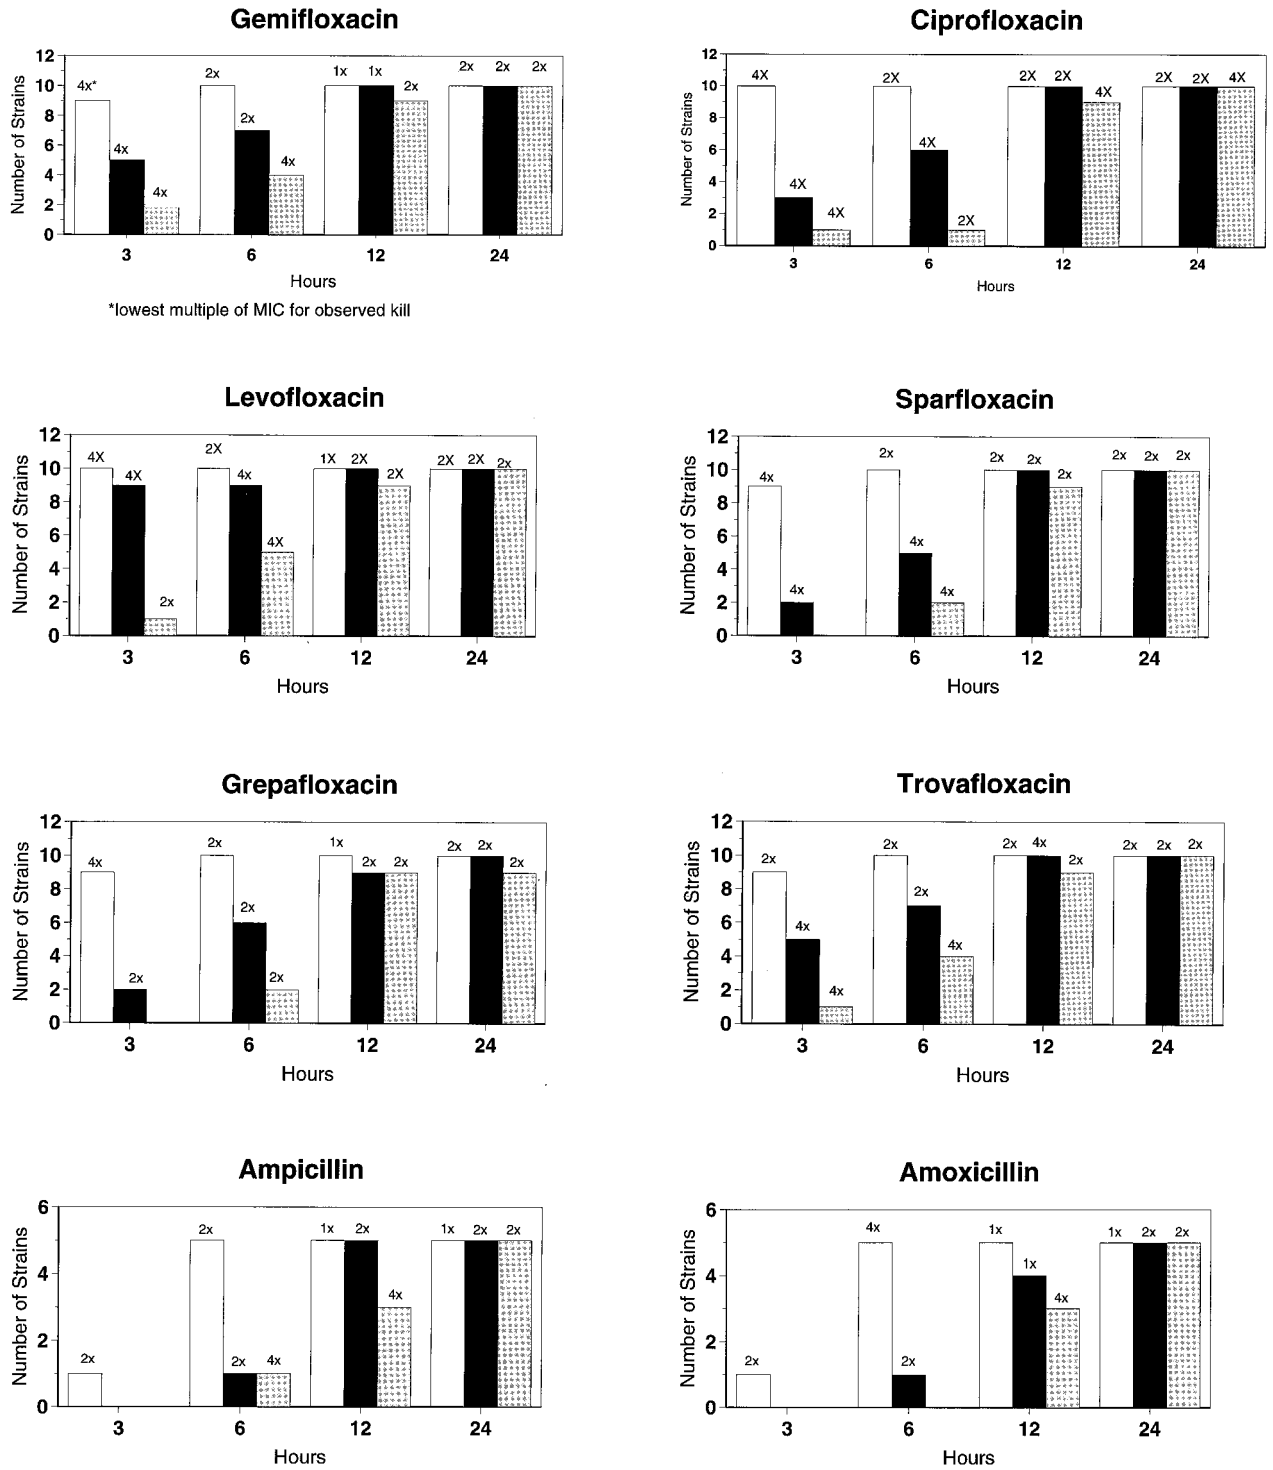 Gemifloxacin
Number of Strains
12
10
8
6
4
2
0
4x*
4x
4x
2x
2x
4x
1x
1x
2x
2x
2x
2x
3
6
12
24
Hours
*lowest multiple of MIC for observed kill
Ciprofloxacin
Number of Strains
12
10
8
6
4
2
0
4X
4X
4X
2X
4X
2X
2X
2X
4X
2X
2X
4X
3
6
12
24
Hours
Levofloxacin
Number of Strains
12
10
8
6
4
2
0
4X
4X
2x
2X
4x
4X
1X
2X
2X
2X
2X
2x
3
6
12
24
Hours
Sparfloxacin
Number of Strains
12
10
8
6
4
2
0
4x
4x
2x
4x
4x
2x
2x
2x
2x
2x
2x
3
6
12
24
Hours
Grepafloxacin
Number of Strains
12
10
8
6
4
2
0
4x
2x
2x
2x
2x
1x
2x
2x
2x
2x
2x
3
6
12
24
Hours
Trovafloxacin
Number of Strains
12
10
8
6
4
2
0
2x
4x
4x
2x
2x
4x
2x
4x
2x
2x
2x
2x
3
6
12
24
Hours
Ampicillin
Number of Strains
6
4
2
0
2x
2x
2x
4x
1x
2x
4x
1x
2x
2x
3
6
12
24
Hours
Amoxicillin
Number of Strains
6
4
2
0
2x
4x
2x
1x
1x
4x
1x
2x
2x
3
6
12
24
Hours